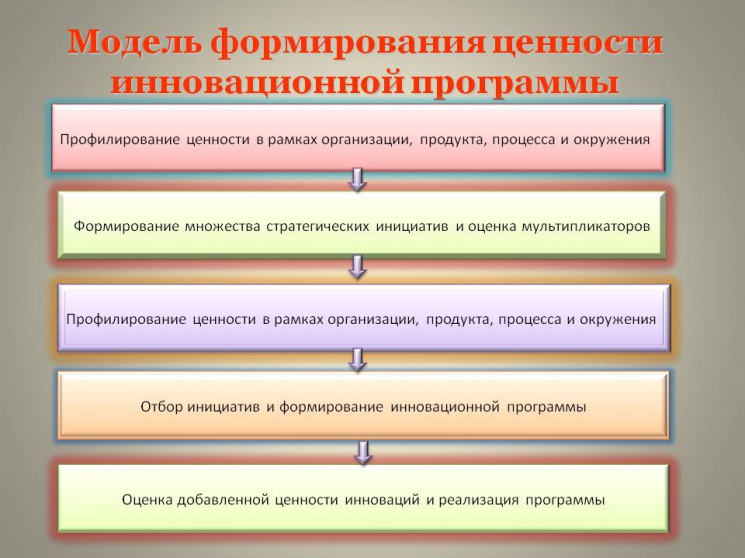 Модель формирования ценности
инновационной программы
Профилирование ценности в рамках организации, продукта, процесса и окружения
Формирование множества стратегических инициатив и оценка мультипликаторов
Профилирование ценности в рамках организации, продукта, процесса и окружения
Отбор инициатив и формирование инновационной программы
Оценка добавленной ценности инноваций и реализация программы